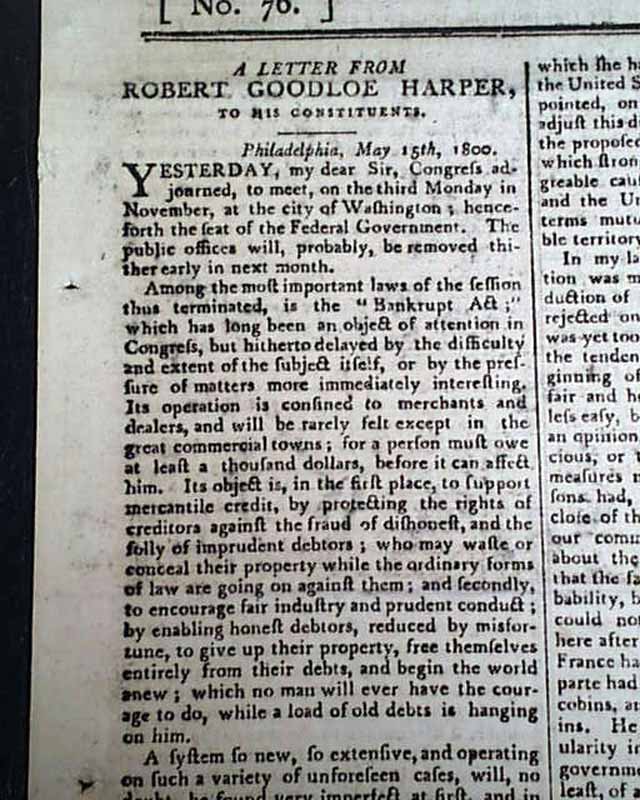 [ No. 76. ]
A LETTER FROM
ROBERT GOODLOE HARPER,
TO HIS CONSTITUENTS.
Philadelphia, May 15th, 1800.
YESTERDAY, my dear Sir, Congreſs ad-
journed, to meet, on the third Monday in
November, at the city of Waſhington; hence-
forth the ſeat of the Federal Government. The
public offices will, probably, be removed thi-
ther early in next month.
Among the moſt important laws of the ſeſſion
thus terminated, is the "Bankrupt Act;"
which has long been an object of attention in
Congreſs, but hitherto delayed by the difficulty
and extent of the ſubject itſelf, or by the preſ-
ſure of matters more immediately intereſting.
Its operation is confined to merchants and
dealers, and will be rarely felt except in the
great commercial towns; for a perſon muſt owe
at leaſt a thouſand dollars, before it can affect
him. Its object is, in the firſt place, to ſupport
mercantile credit, by protecting the rights of
creditors againſt the fraud of diſhoneſt, and the
folly of imprudent debtors; who may waſte or
conceal their property while the ordinary forms
of law are going on againſt them; and ſecondly,
to encourage fair induſtry and prudent conduct;
by enabling honeſt debtors, reduced by misfor-
tune, to give up their property, free themſelves
entirely from their debts, and begin the world
anew; which no man will ever have the cour-
age to do, while a load of old debts is hanging
on him.
A ſyſtem ſo new, ſo extenſive, and operating
on ſuch a variety of unforeſeen caſes, will, no
doubt, be found very imperfect at firſt, and in
which ſhe
the United S
pointed, on
adjuſt this
the propoſe
which ſtron
greable
and the Un
terms mutu
ble territory
In my
tion was m
duction of
rejected on
was yet too
the tenden
ginning of
fair and
leſs eaſy,
an opinion
cious, or
meaſures
ſons had,
cloſe of th
our
about the
that the
bability,
could no
here after
France ha
parte had
cobins,
ins. He
ularity in
governm
leaſt, of